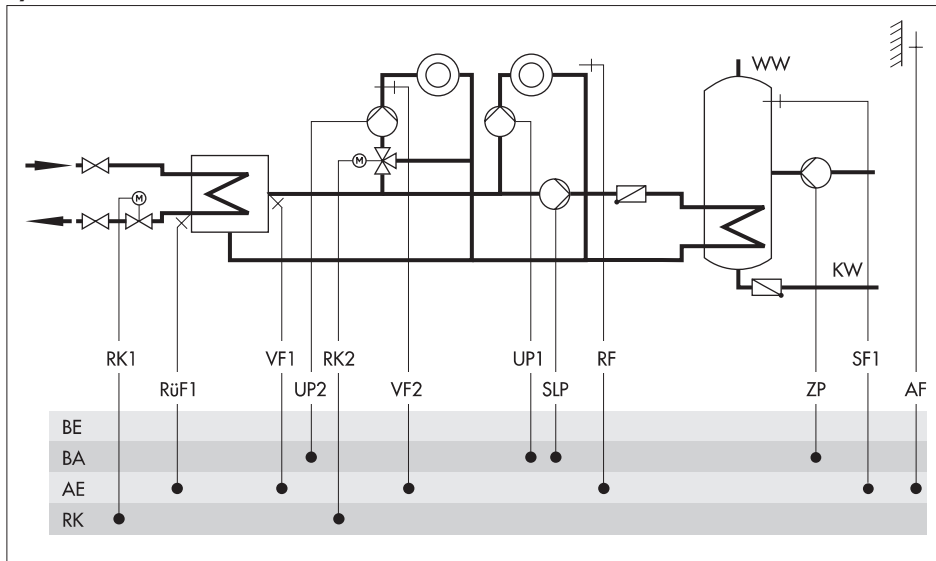 WW
M
M
KW
RK1 VF1 RK2 UP1 RF SF1
RüF1 UP2 VF2 SLP ZP AF
BE
BA
AE
RK